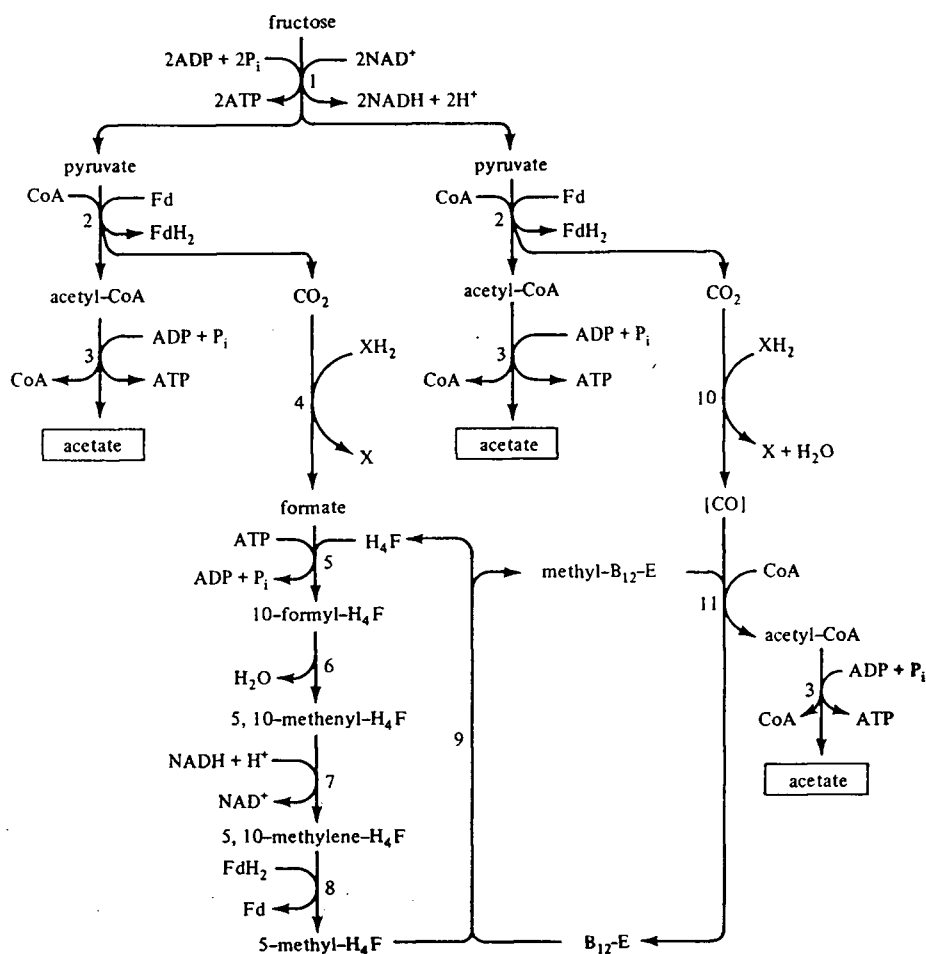 fructose
2ADP + 2Pi 2NAD+
1
2ATP 2NADH + 2H+
pyruvate pyruvate
CoA Fd CoA Fd
2 2
FdH2 FdH2
acetyl–CoA CO2 acetyl–CoA CO2
ADP + Pi XH2 ADP + Pi XH2
3 3
CoA ATP CoA ATP
4 10
acetate X acetate X + H2O
formate [CO]
ATP H4F
5 methyl–B12–E CoA
ADP + Pi
11
10–formyl–H4F acetyl–CoA
6
H2O ADP + Pi
3
5, 10–methenyl–H4F CoA ATP
9
NADH + H+
7 acetate
NAD+
5, 10–methylene–H4F
FdH2
8
Fd
5–methyl–H4F B12–E